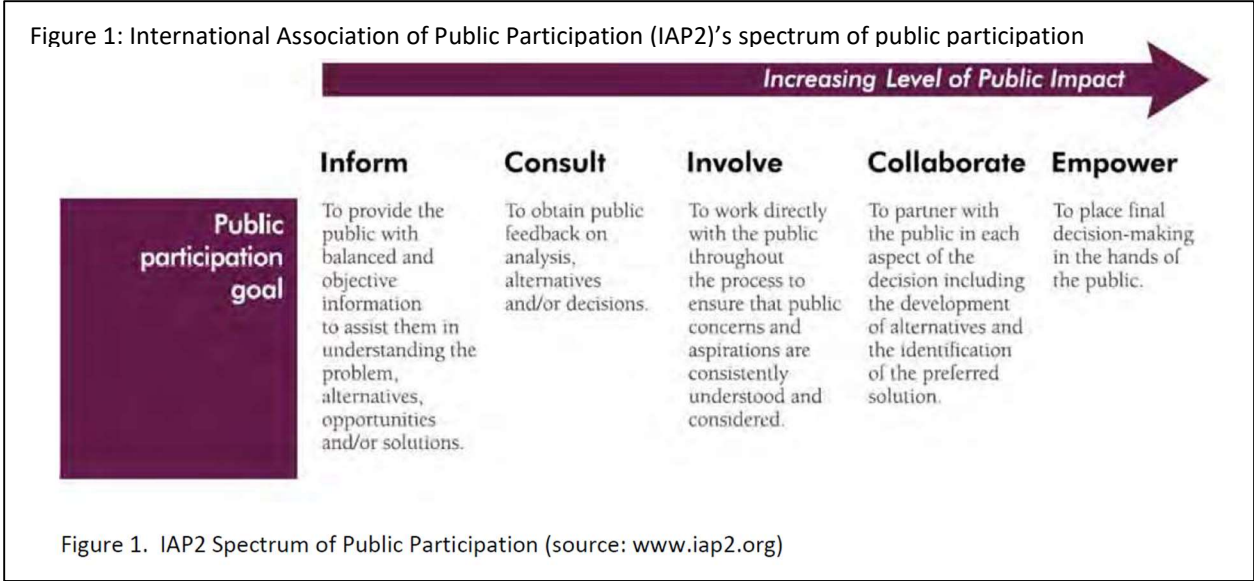 Figure 1: International Association of Public Participation (IAP2)’s spectrum of public participation
Increasing Level of Public Impact
Public
participation
goal
Inform
To provide the
public with
balanced and
objective
information
to assist them in
understanding the
problem,
alternatives,
opportunities
and/or solutions.
Consult
To obtain public
feedback on
analysis,
alternatives
and/or decisions.
Involve
To work directly
with the public
throughout
the process to
ensure that public
concerns and
aspirations are
consistently
understood and
considered.
Collaborate
To partner with
the public in each
aspect of the
decision including
the development
of alternatives and
the identification
of the preferred
solution.
Empower
To place final
decision-making
in the hands of
the public.
Figure 1. IAP2 Spectrum of Public Participation (source: www.iap2.org)